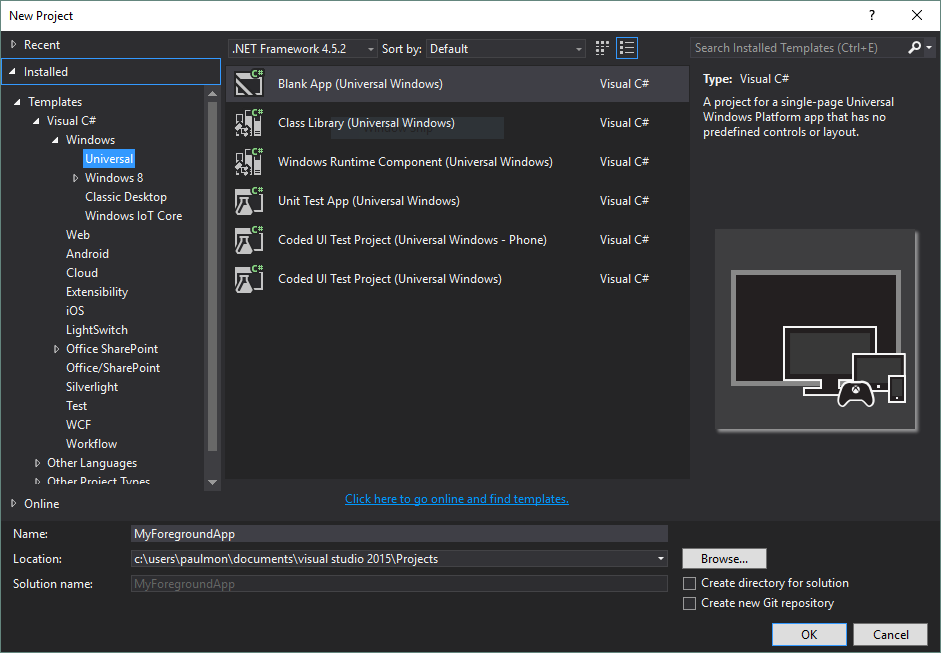 New Project
?
Recent
.NET Framework 4.5.2
Sort by:
Default
Search Installed Templates (Ctrl+E)
Installed
Templates
Visual C#
Windows
Universal
Windows 8
Classic Desktop
Windows IoT Core
Web
Android
Cloud
Extensibility
iOS
LightSwitch
Office SharePoint
Office/SharePoint
Silverlight
Test
WCF
Workflow
Other Languages
Other Project Types
Online
C# Blank App (Universal Windows) Visual C#
C# Class Library (Universal Windows) Visual C#
C# Windows Runtime Component (Universal Windows) Visual C#
C# Unit Test App (Universal Windows) Visual C#
C# Coded UI Test Project (Universal Windows - Phone) Visual C#
C# Coded UI Test Project (Universal Windows) Visual C#
Click here to go online and find templates.
Type: Visual C#
A project for a single-page Universal
Windows Platform app that has no
predefined controls or layout.
Name: MyForegroundApp
Location: c:\users\paulmon\documents\visual studio 2015\Projects
Browse...
Solution name: MyForegroundApp
Create directory for solution
Create new Git repository
OK
Cancel